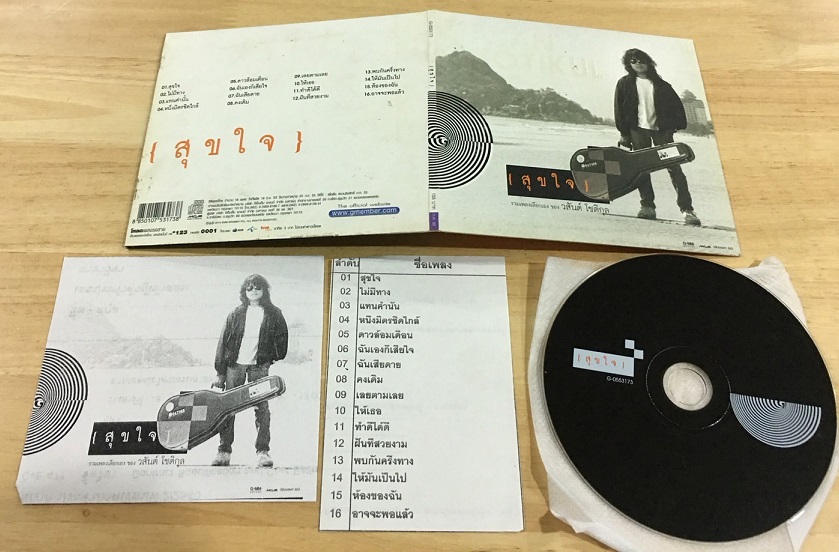 01.สุขใจ
02.ไม่มีทาง
03.แทนคำนั้น
04.หนึ่งมิตรชิดใกล้
05.ดาวล้อมเดือน
06.ฉันเองก็เสียใจ
07.ฉันเสียดาย
08.คงเดิม
09.เลยตามเลย
10.ให้เธอ
11.ทำดีได้ดี
12.ฝันที่สวยงาม
13.พบกันครึ่งทาง
14.ให้มันเป็นไป
15.ห้องของฉัน
16.อาจจะพอแล้ว
{ สุขใจ }
8 850107 531738
The official website
www.gmember.com
*123
0001
{ สุขใจ }
{ สุขใจ }
รวมเพลงเลือกเอง ของ วสันต์ โชติกุล
{ สุขใจ }
รวมเพลงเลือกเอง ของ วสันต์ โชติกุล
ลำดับ ชื่อเพลง
01 สุขใจ
02 ไม่มีทาง
03 แทนคำนั้น
04 หนึ่งมิตรชิดใกล้
05 ดาวล้อมเดือน
06 ฉันเองก็เสียใจ
07 ฉันเสียดาย
08 คงเดิม
09 เลยตามเลย
10 ให้เธอ
11 ทำดีได้ดี
12 ฝันที่สวยงาม
13 พบกันครึ่งทาง
14 ให้มันเป็นไป
15 ห้องของฉัน
16 อาจจะพอแล้ว
{ สุขใจ }
G-0553173